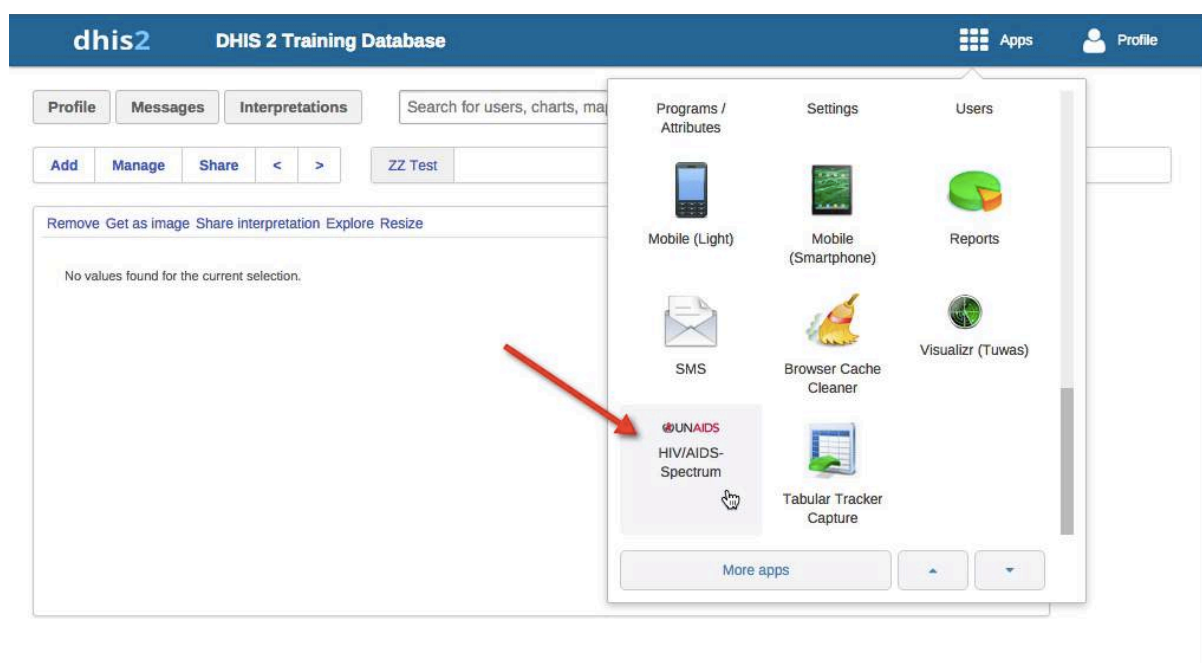 dhis2 DHIS 2 Training Database Apps Profile
Profile Messages Interpretations Search for users, charts, ma
Add Manage Share < > ZZ Test
Remove Get as image Share interpretation Explore Resize
No values found for the current selection.
Programs /
Attributes
Settings
Users
Mobile (Light)
Mobile
(Smartphone)
Reports
SMS
Browser Cache
Cleaner
Visualizr (Tuwas)
UNAIDS
HIV/AIDS-
Spectrum
Tabular Tracker
Capture
More apps